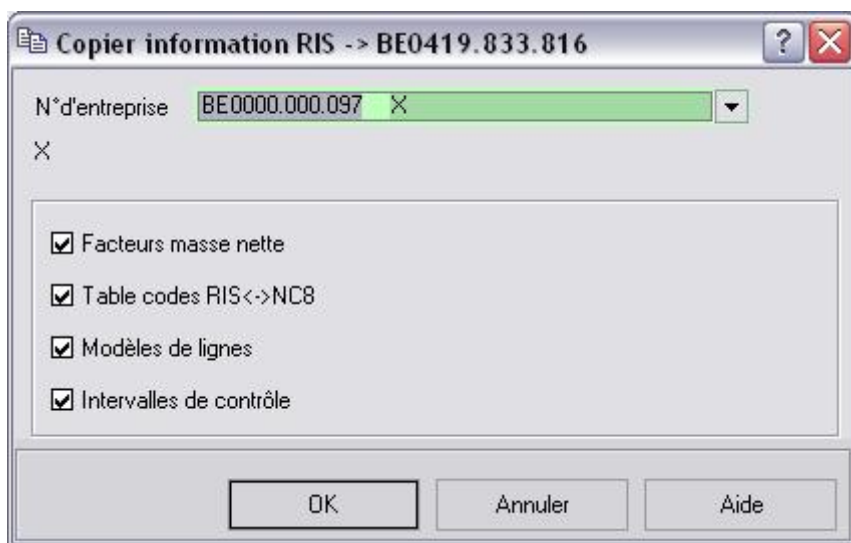 Copier information RIS -> BE0419.833.816
N°d'entreprise BE0000.000.097 X
X
Facteurs masse nette
Table codes RIS<->NC8
Modèles de lignes
Intervalles de contrôle
OK Annuler Aide